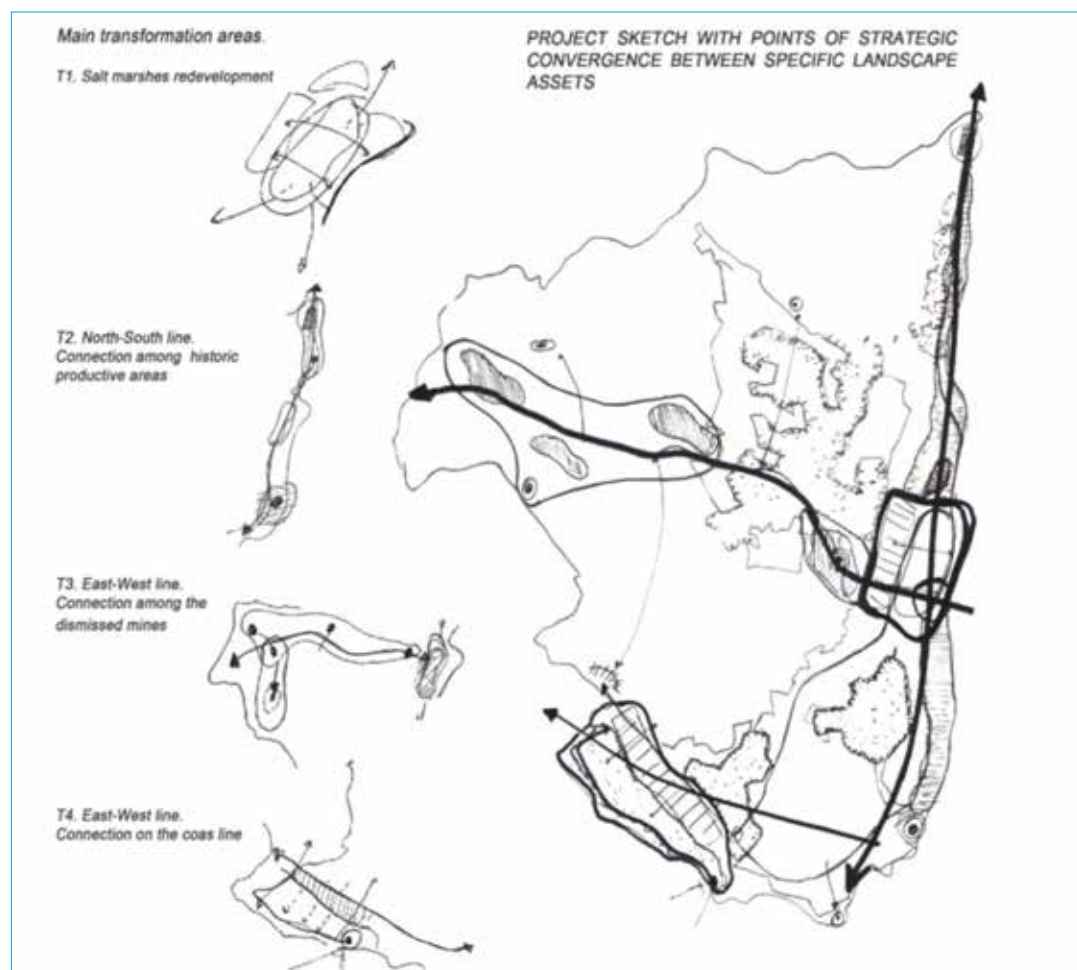 Main transformation areas.
T1. Salt marshes redevelopment
T2. North-South line.
Connection among historic
productive areas
T3. East-West line.
Connection among the
dismissed mines
T4. East-West line.
Connection on the coas line
PROJECT SKETCH WITH POINTS OF STRATEGIC
CONVERGENCE BETWEEN SPECIFIC LANDSCAPE
ASSETS